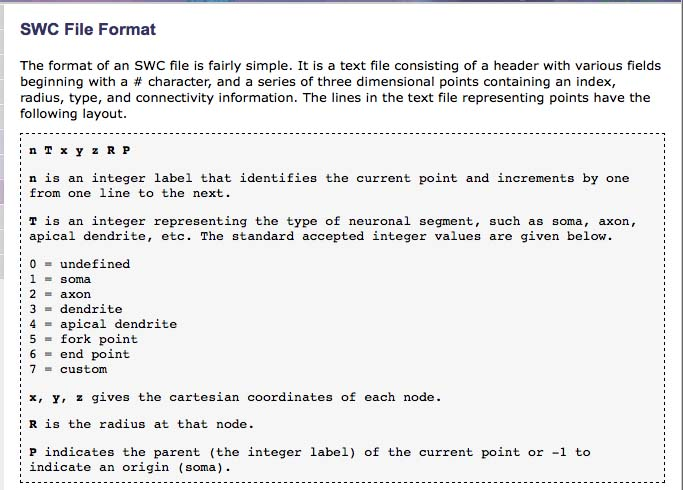 SWC File Format
The format of an SWC file is fairly simple. It is a text file consisting of a header with various fields
beginning with a # character, and a series of three dimensional points containing an index,
radius, type, and connectivity information. The lines in the text file representing points have the
following layout.
n T x y z R P
n is an integer label that identifies the current point and increments by one
from one line to the next.
T is an integer representing the type of neuronal segment, such as soma, axon,
apical dendrite, etc. The standard accepted integer values are given below.
0 = undefined
1 = soma
2 = axon
3 = dendrite
4 = apical dendrite
5 = fork point
6 = end point
7 = custom
x, y, z gives the cartesian coordinates of each node.
R is the radius at that node.
P indicates the parent (the integer label) of the current point or -1 to
indicate an origin (soma).